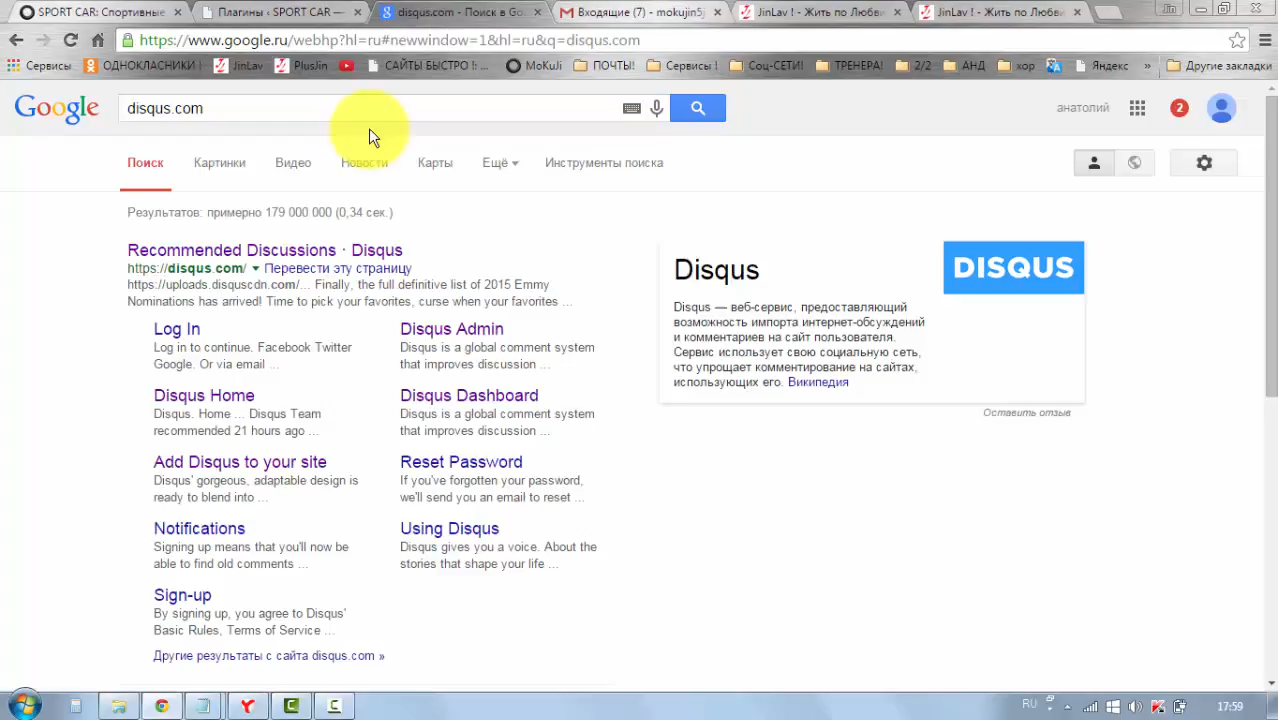 SPORT CAR: Спортивные
Плагины ‹ SPORT CAR —
disqus.com - Поиск в Go
Входящие (7) - mokujin5
JinLav ! - Жить по Любви
JinLav ! - Жить по Любви
https://www.google.ru/webhp?hl=ru#newwindow=1&hl=ru&q=disqus.com
Сервисы
ОДНОКЛАСНИКИ
JinLav
PlusJin
САЙТЫ БЫСТРО !:...
MoKuJi
ПОЧТЫ!
Сервисы !
Соц-СЕТИ!
ТРЕНЕРА!
2/2
АНД
хор
Яндекс
»
Другие закладки
Google
disqus.com
анатолий
2
Поиск
Картинки
Видео
Новости
Карты
Ещё
Инструменты поиска
Результатов: примерно 179 000 000 (0,34 сек.)
Recommended Discussions · Disqus
https://disqus.com/ ▾ Перевести эту страницу
https://uploads.disquscdn.com/... Finally, the full definitive list of 2015 Emmy
Nominations has arrived! Time to pick your favorites, curse when your favorites ...
Log In
Log in to continue. Facebook Twitter
Google. Or via email ...
Disqus Admin
Disqus is a global comment system
that improves discussion ...
Disqus Home
Disqus. Home ... Disqus Team
recommended 21 hours ago ...
Disqus Dashboard
Disqus is a global comment system
that improves discussion ...
Add Disqus to your site
Disqus' gorgeous, adaptable design is
ready to blend into ...
Reset Password
If you've forgotten your password,
we'll send you an email to reset ...
Notifications
Signing up means that you'll now be
able to find old comments ...
Using Disqus
Disqus gives you a voice. About the
stories that shape your life ...
Sign-up
By signing up, you agree to Disqus'
Basic Rules, Terms of Service ...
Другие результаты с сайта disqus.com »
Disqus
DISQUS
Disqus — веб-сервис, предоставляющий
возможность импорта интернет-обсуждений
и комментариев на сайт пользователя.
Сервис использует свою социальную сеть,
что упрощает комментирование на сайтах,
использующих его. Википедия
Оставить отзыв
RU
17:59